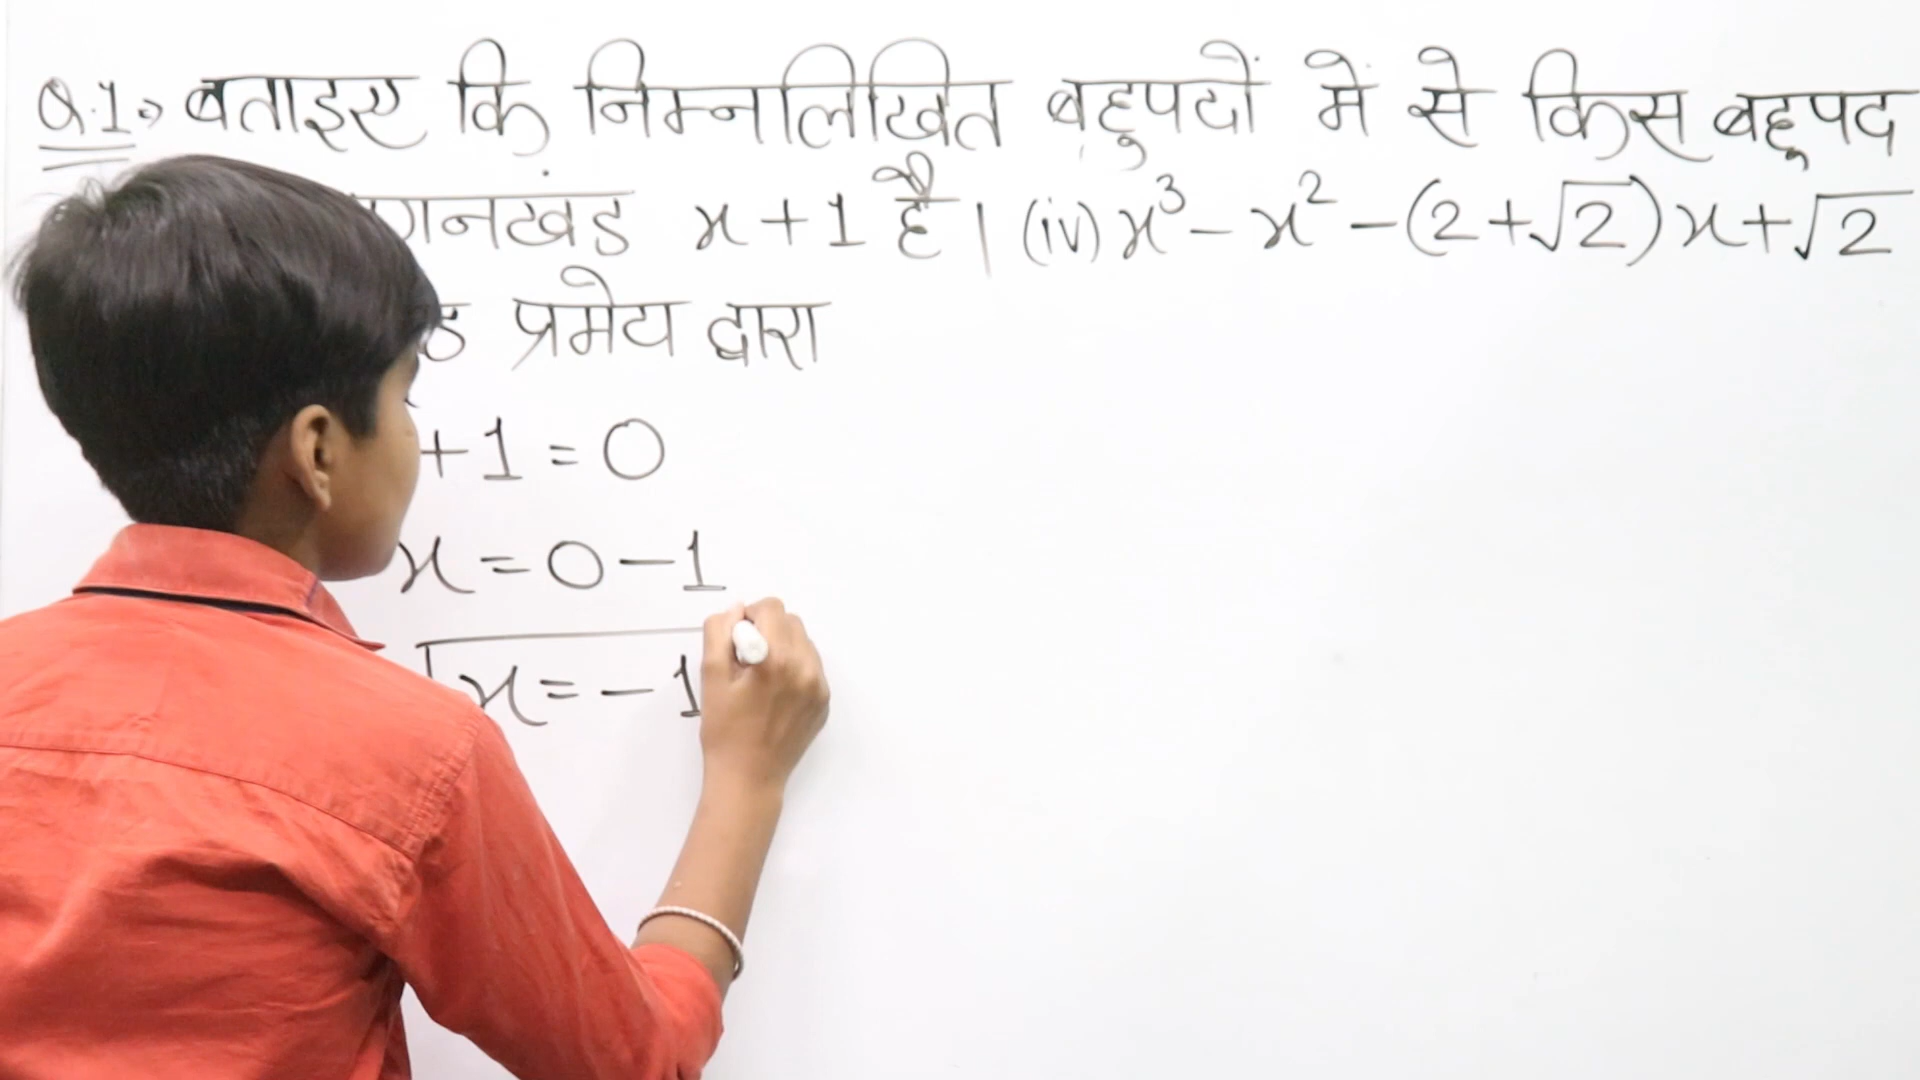 Q.1→ बताइए कि निम्नलिखित बहुपदों में से किस बहुपद
x+1 है। (iv) x³ - x² - (2+√2)x+√2
प्रमेय द्वारा
+1=0
x=0-1
x=-1